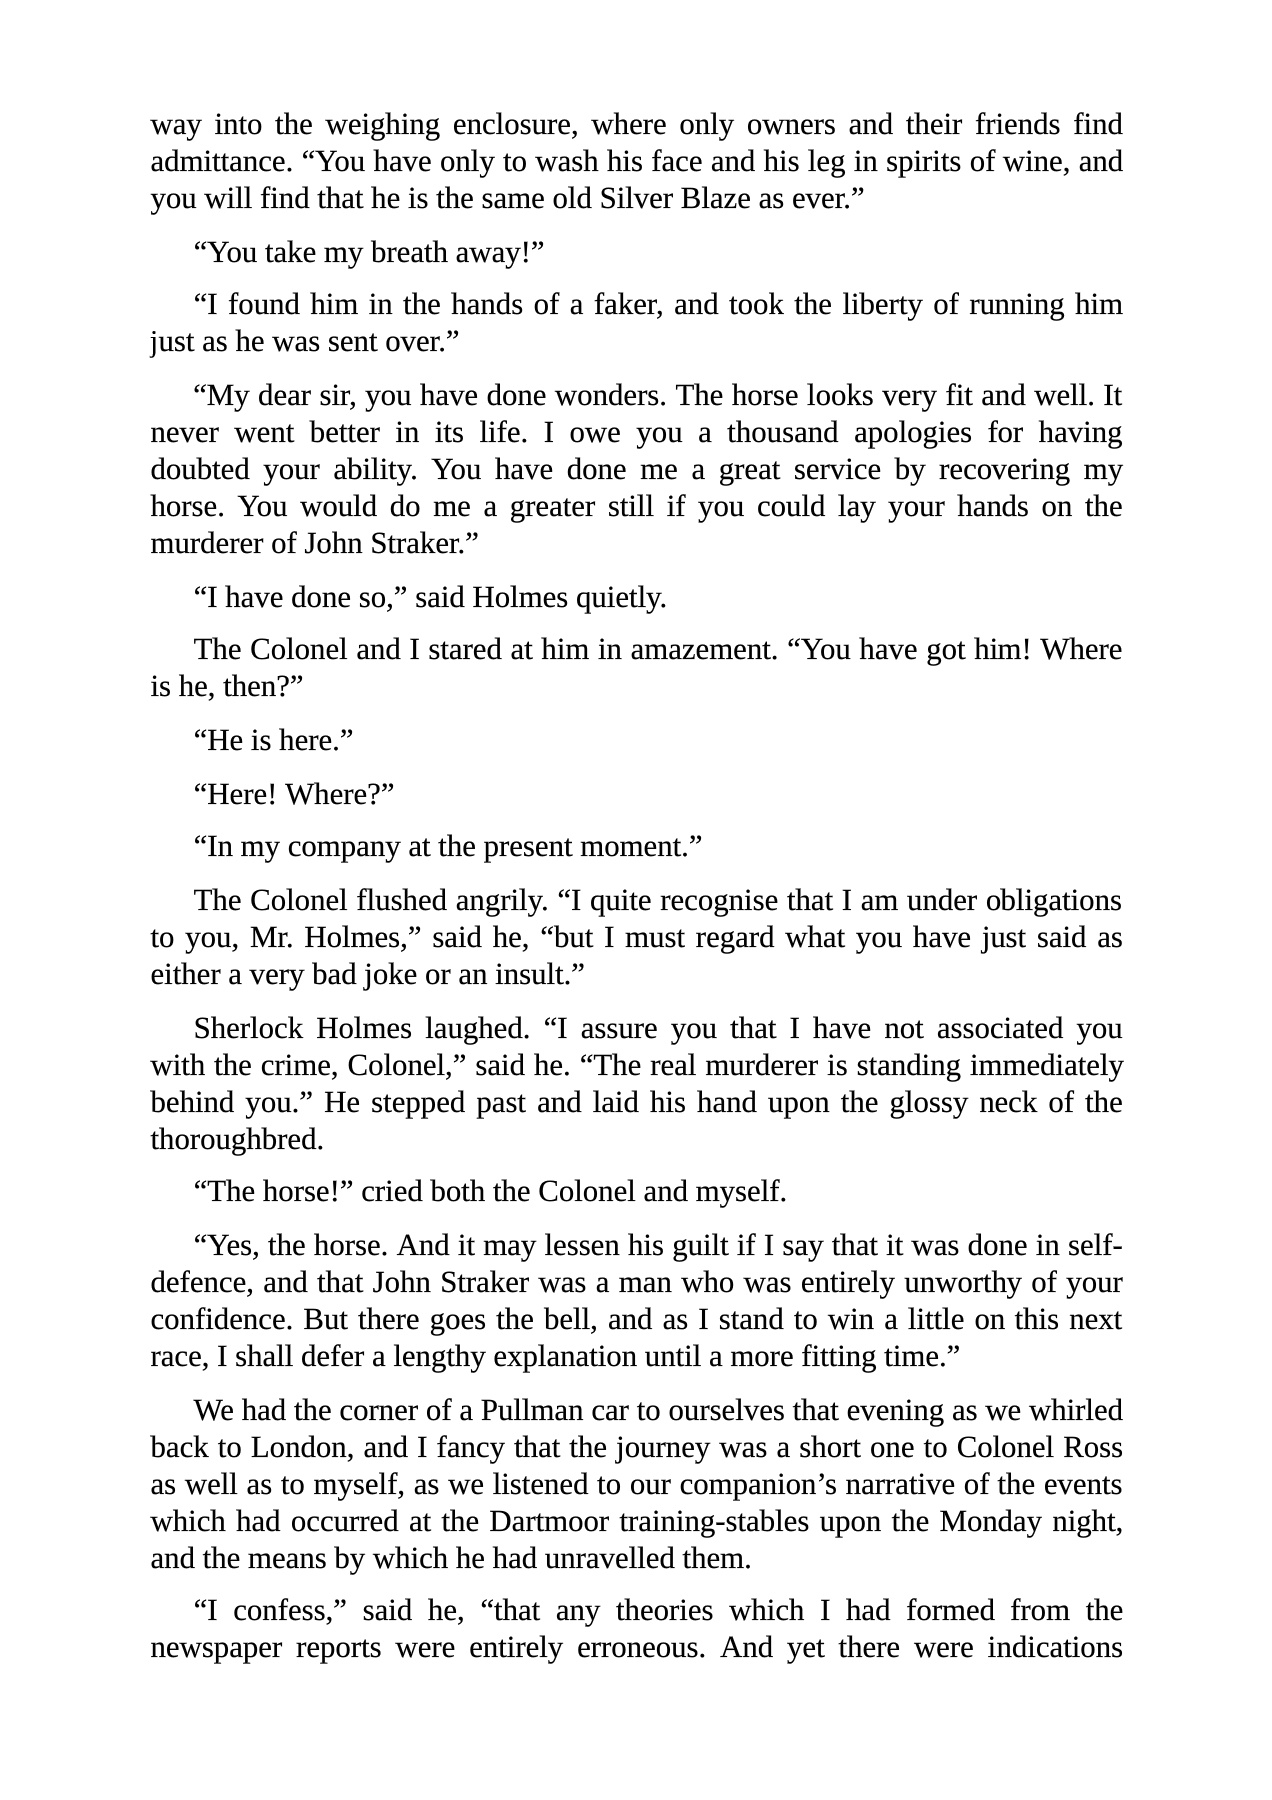 way into the weighing enclosure, where only owners and their friends find
admittance. “You have only to wash his face and his leg in spirits of wine, and
you will find that he is the same old Silver Blaze as ever.”
“You take my breath away!”
“I found him in the hands of a faker, and took the liberty of running him
just as he was sent over.”
“My dear sir, you have done wonders. The horse looks very fit and well. It
never went better in its life. I owe you a thousand apologies for having
doubted your ability. You have done me a great service by recovering my
horse. You would do me a greater still if you could lay your hands on the
murderer of John Straker.”
“I have done so,” said Holmes quietly.
The Colonel and I stared at him in amazement. “You have got him! Where
is he, then?”
“He is here.”
“Here! Where?”
“In my company at the present moment.”
The Colonel flushed angrily. “I quite recognise that I am under obligations
to you, Mr. Holmes,” said he, “but I must regard what you have just said as
either a very bad joke or an insult.”
Sherlock Holmes laughed. “I assure you that I have not associated you
with the crime, Colonel,” said he. “The real murderer is standing immediately
behind you.” He stepped past and laid his hand upon the glossy neck of the
thoroughbred.
“The horse!” cried both the Colonel and myself.
“Yes, the horse. And it may lessen his guilt if I say that it was done in self-
defence, and that John Straker was a man who was entirely unworthy of your
confidence. But there goes the bell, and as I stand to win a little on this next
race, I shall defer a lengthy explanation until a more fitting time.”
We had the corner of a Pullman car to ourselves that evening as we whirled
back to London, and I fancy that the journey was a short one to Colonel Ross
as well as to myself, as we listened to our companion’s narrative of the events
which had occurred at the Dartmoor training-stables upon the Monday night,
and the means by which he had unravelled them.
“I confess,” said he, “that any theories which I had formed from the
newspaper reports were entirely erroneous. And yet there were indications